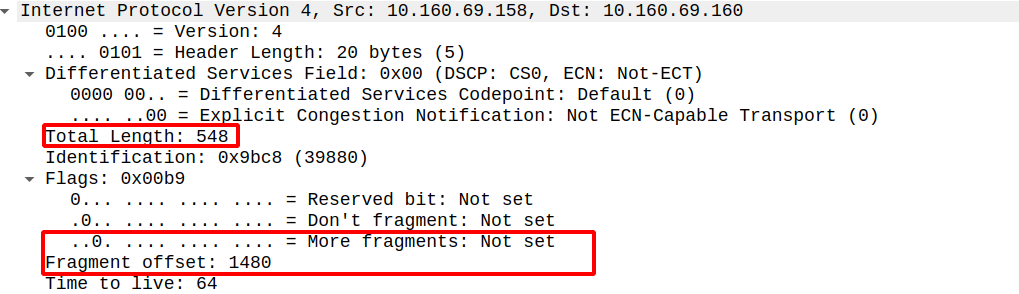 Internet Protocol Version 4, Src: 10.160.69.158, Dst: 10.160.69.160
0100 .... = Version: 4
.... 0101 = Header Length: 20 bytes (5)
Differentiated Services Field: 0x00 (DSCP: CS0, ECN: Not-ECT)
0000 00.. = Differentiated Services Codepoint: Default (0)
.... ..00 = Explicit Congestion Notification: Not ECN-Capable Transport (0)
Total Length: 548
Identification: 0x9bc8 (39880)
Flags: 0x00b9
0... .... .... .... = Reserved bit: Not set
.0.. .... .... .... = Don't fragment: Not set
..0. .... .... .... = More fragments: Not set
Fragment offset: 1480
Time to live: 64